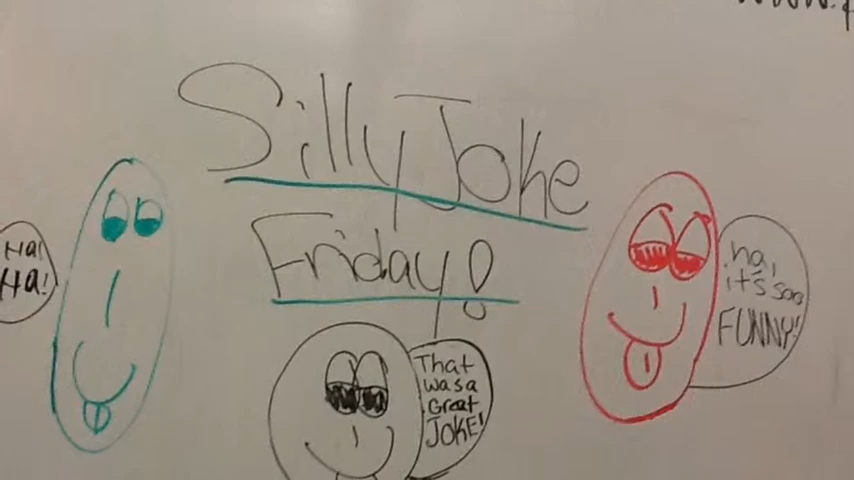 Silly Joke
Friday!
Ha!
HA!
That
was a
Great
JOKE!
ha,
it's soo
FUNNY!